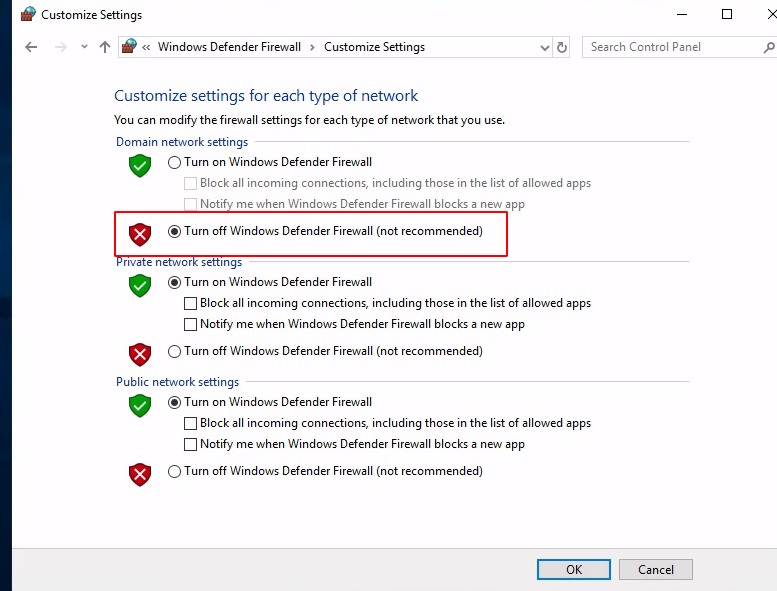 Customize Settings
« Windows Defender Firewall > Customize Settings
Search Control Panel
Customize settings for each type of network
You can modify the firewall settings for each type of network that you use.
Domain network settings
Turn on Windows Defender Firewall
Block all incoming connections, including those in the list of allowed apps
Notify me when Windows Defender Firewall blocks a new app
Turn off Windows Defender Firewall (not recommended)
Private network settings
Turn on Windows Defender Firewall
Block all incoming connections, including those in the list of allowed apps
Notify me when Windows Defender Firewall blocks a new app
Turn off Windows Defender Firewall (not recommended)
Public network settings
Turn on Windows Defender Firewall
Block all incoming connections, including those in the list of allowed apps
Notify me when Windows Defender Firewall blocks a new app
Turn off Windows Defender Firewall (not recommended)
OK
Cancel